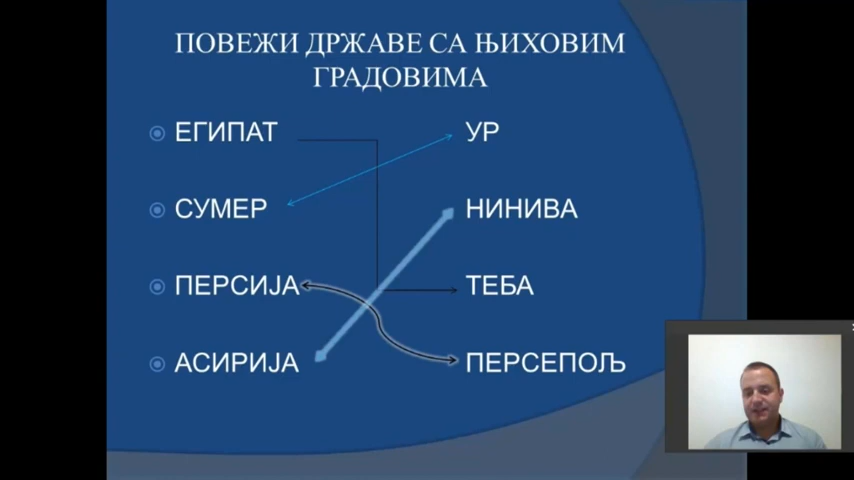 ПОВЕЖИ ДРЖАВЕ СА ЊИХОВИМ
ГРАДОВИМА
ЕГИПАТ
УР
СУМЕР
НИНИВА
ПЕРСИЈА
ТЕБА
АСИРИЈА
ПЕРСЕПОЉ